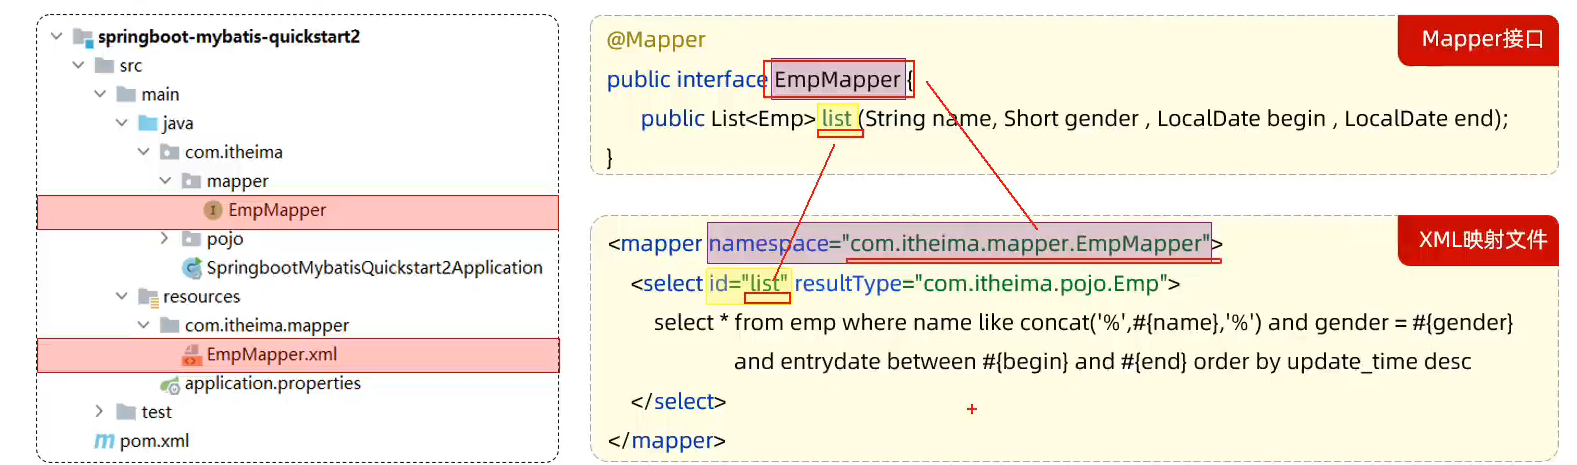 springboot-mybatis-quickstart2
src
main
java
com.itheima
mapper
EmpMapper
pojo
SpringbootMybatisQuickstart2Application
resources
com.itheima.mapper
EmpMapper.xml
application.properties
test
pom.xml
Mapper接口
@Mapper
public interface EmpMapper {
public List<Emp> list (String name, Short gender , LocalDate begin , LocalDate end);
}
XML映射文件
<mapper namespace="com.itheima.mapper.EmpMapper">
<select id="list" resultType="com.itheima.pojo.Emp">
select * from emp where name like concat('%',#{name},'%') and gender = #{gender}
and entrydate between #{begin} and #{end} order by update_time desc
</select>
</mapper>